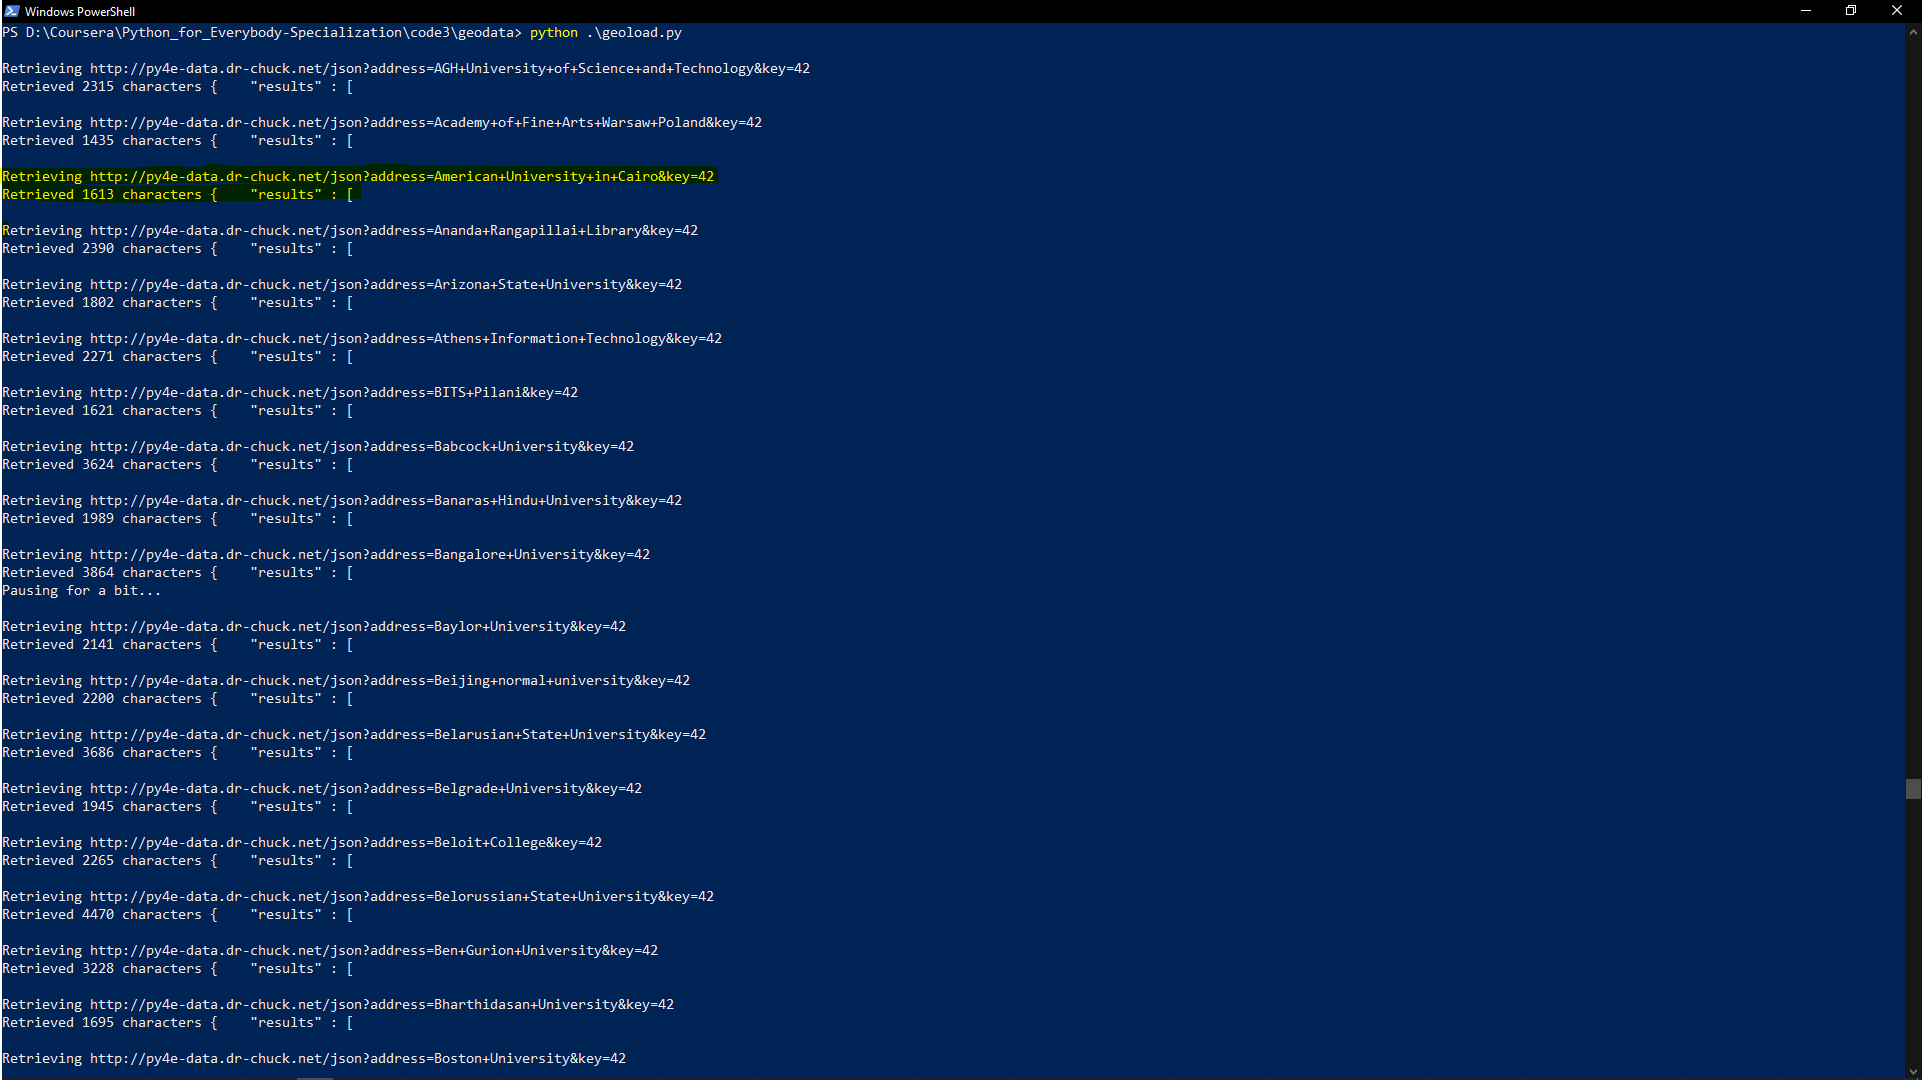 Windows PowerShell
PS D:\Coursera\Python_for_Everybody-Specialization\code3\geodata> python .\geoload.py
Retrieving http://py4e-data.dr-chuck.net/json?address=AGH+University+of+Science+and+Technology&key=42
Retrieved 2315 characters {    "results" : [
Retrieving http://py4e-data.dr-chuck.net/json?address=Academy+of+Fine+Arts+Warsaw+Poland&key=42
Retrieved 1435 characters {    "results" : [
Retrieving http://py4e-data.dr-chuck.net/json?address=American+University+in+Cairo&key=42
Retrieved 1613 characters {    "results" : [
Retrieving http://py4e-data.dr-chuck.net/json?address=Ananda+Rangapillai+Library&key=42
Retrieved 2390 characters {    "results" : [
Retrieving http://py4e-data.dr-chuck.net/json?address=Arizona+State+University&key=42
Retrieved 1802 characters {    "results" : [
Retrieving http://py4e-data.dr-chuck.net/json?address=Athens+Information+Technology&key=42
Retrieved 2271 characters {    "results" : [
Retrieving http://py4e-data.dr-chuck.net/json?address=BITS+Pilani&key=42
Retrieved 1621 characters {    "results" : [
Retrieving http://py4e-data.dr-chuck.net/json?address=Babcock+University&key=42
Retrieved 3624 characters {    "results" : [
Retrieving http://py4e-data.dr-chuck.net/json?address=Banaras+Hindu+University&key=42
Retrieved 1989 characters {    "results" : [
Retrieving http://py4e-data.dr-chuck.net/json?address=Bangalore+University&key=42
Retrieved 3864 characters {    "results" : [
Pausing for a bit...
Retrieving http://py4e-data.dr-chuck.net/json?address=Baylor+University&key=42
Retrieved 2141 characters {    "results" : [
Retrieving http://py4e-data.dr-chuck.net/json?address=Beijing+normal+university&key=42
Retrieved 2200 characters {    "results" : [
Retrieving http://py4e-data.dr-chuck.net/json?address=Belarusian+State+University&key=42
Retrieved 3686 characters {    "results" : [
Retrieving http://py4e-data.dr-chuck.net/json?address=Belgrade+University&key=42
Retrieved 1945 characters {    "results" : [
Retrieving http://py4e-data.dr-chuck.net/json?address=Beloit+College&key=42
Retrieved 2265 characters {    "results" : [
Retrieving http://py4e-data.dr-chuck.net/json?address=Belorussian+State+University&key=42
Retrieved 4470 characters {    "results" : [
Retrieving http://py4e-data.dr-chuck.net/json?address=Ben+Gurion+University&key=42
Retrieved 3228 characters {    "results" : [
Retrieving http://py4e-data.dr-chuck.net/json?address=Bharthidasan+University&key=42
Retrieved 1695 characters {    "results" : [
Retrieving http://py4e-data.dr-chuck.net/json?address=Boston+University&key=42